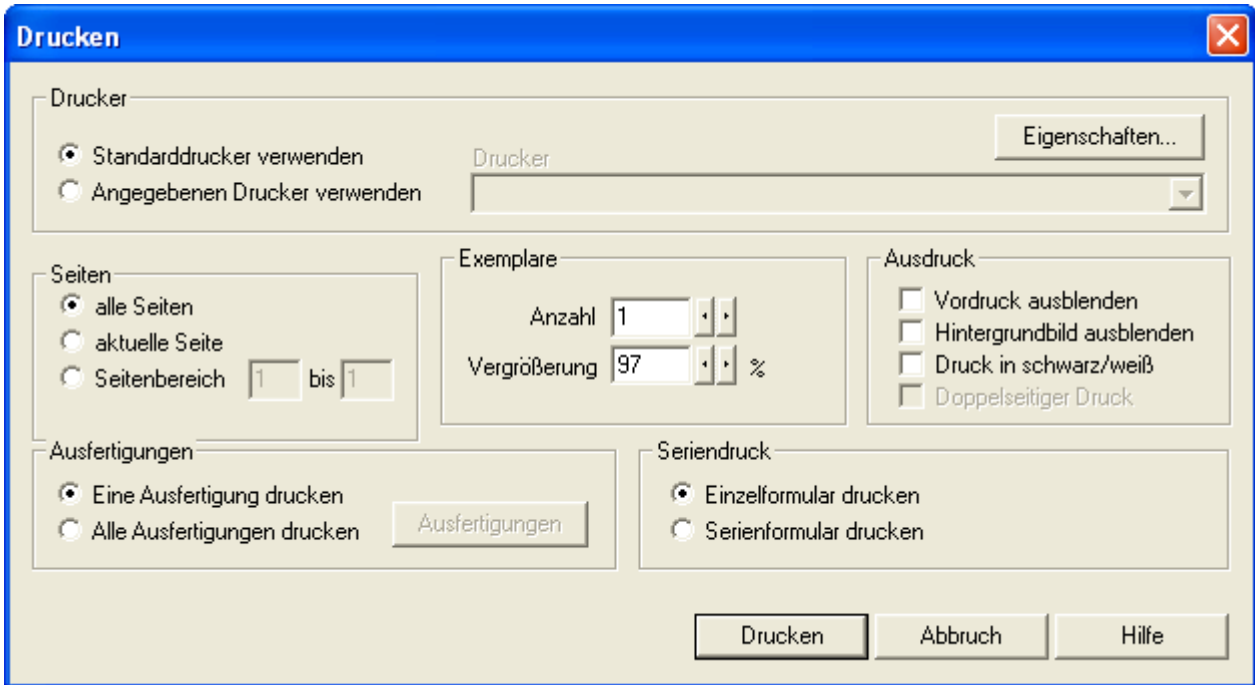 Drucken
Drucker
Eigenschaften...
Standarddrucker verwenden
Drucker
Angegebenen Drucker verwenden
Seiten
alle Seiten
aktuelle Seite
Seitenbereich 1 bis 1
Exemplare
Anzahl 1
Vergrößerung 97 %
Ausdruck
Vordruck ausblenden
Hintergrundbild ausblenden
Druck in schwarz/weiß
Doppelseitiger Druck
Ausfertigungen
Eine Ausfertigung drucken
Alle Ausfertigungen drucken
Ausfertigungen
Seriendruck
Einzelformular drucken
Serienformular drucken
Drucken Abbruch Hilfe